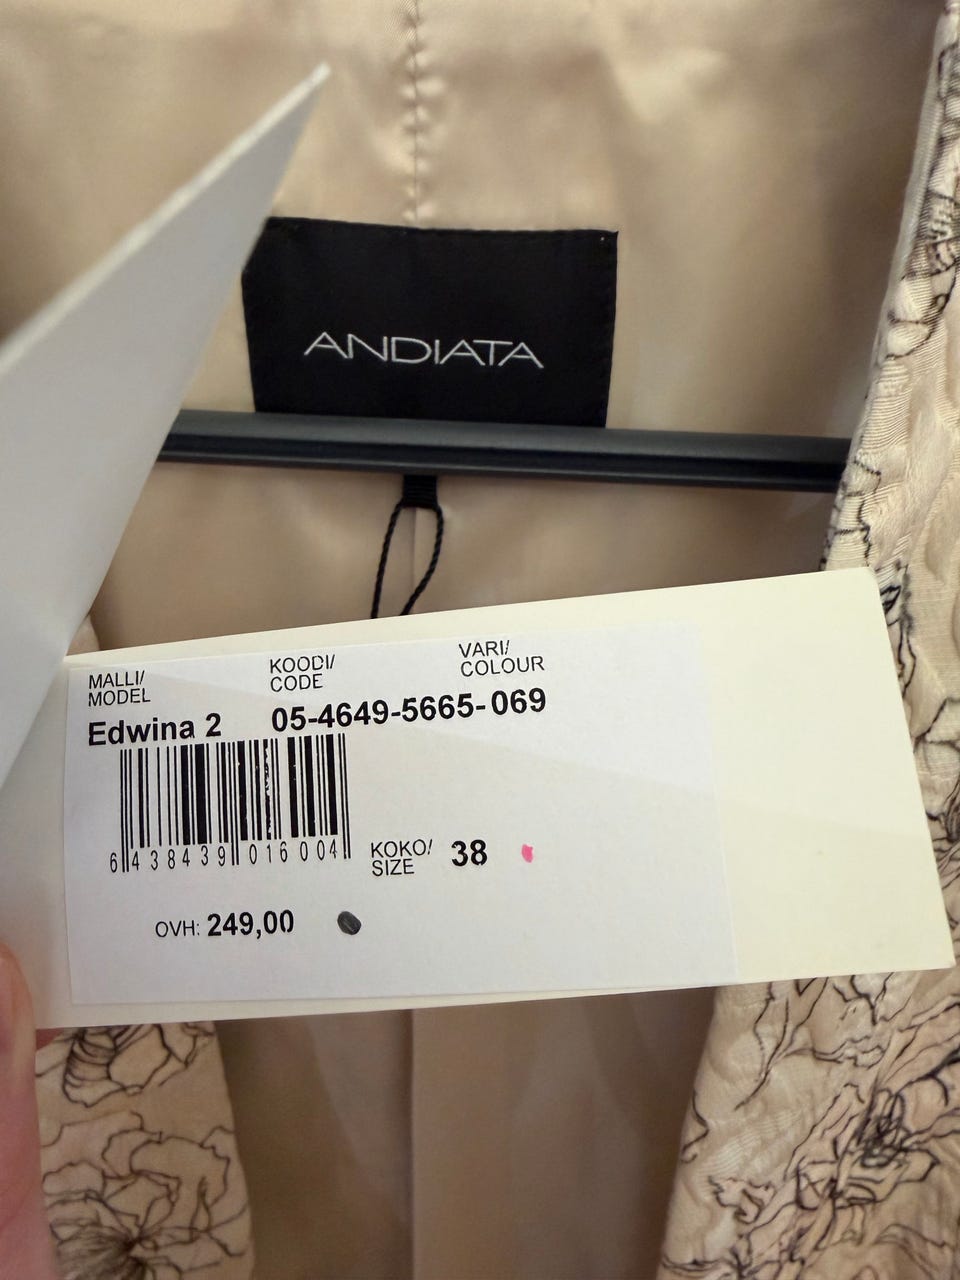 ANDIATA
MALLI/ MODEL
KOODI/ CODE
VARI/ COLOUR
Edwina 2 05-4649-5665-069
6 438439 016004
KOKO/ SIZE 38
OVH: 249,00